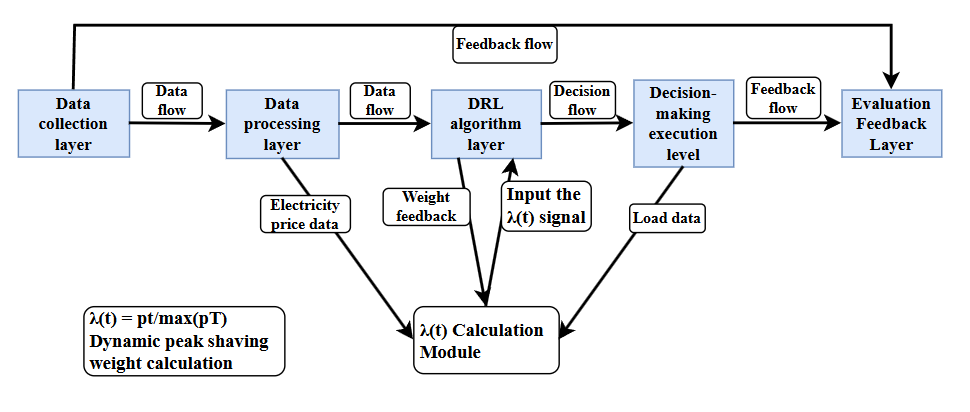 Feedback flow
Data
collection
layer
Data
flow
Data
processing
layer
Data
flow
DRL
algorithm
layer
Decision
flow
Decision-
making
execution
level
Feedback
flow
Evaluation
Feedback
Layer
Electricity
price data
Weight
feedback
Input the
λ(t) signal
Load data
λ(t) = pt/max(pT)
Dynamic peak shaving
weight calculation
λ(t) Calculation
Module